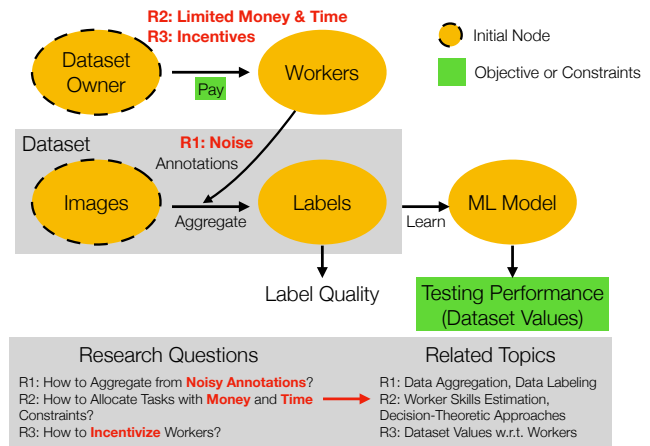 R2: Limited Money & Time
R3: Incentives
Initial Node
Objective or Constraints
Dataset
Owner
Pay
Workers
Dataset
R1: Noise
Annotations
Images
Aggregate
Labels
Learn
ML Model
Label Quality
Testing Performance
(Dataset Values)
Research Questions
R1: How to Aggregate from Noisy Annotations?
R2: How to Allocate Tasks with Money and Time
Constraints?
R3: How to Incentivize Workers?
Related Topics
R1: Data Aggregation, Data Labeling
R2: Worker Skills Estimation,
Decision-Theoretic Approaches
R3: Dataset Values w.r.t. Workers